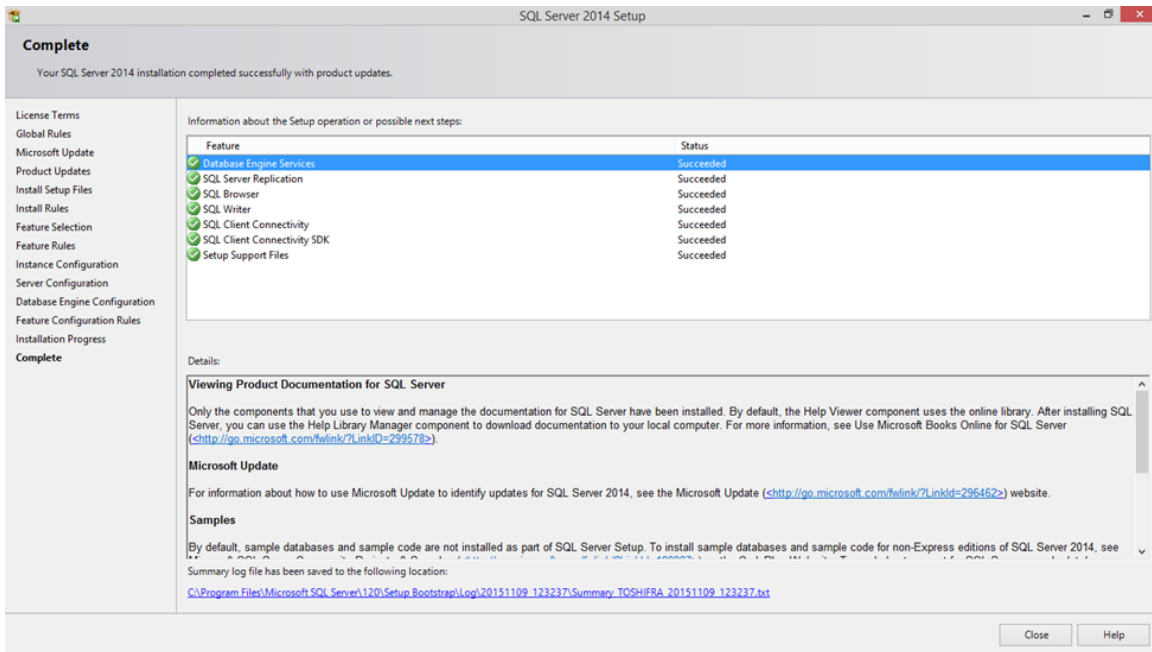 SQL Server 2014 Setup
Complete
Your SQL Server 2014 installation completed successfully with product updates.
License Terms
Global Rules
Microsoft Update
Product Updates
Install Setup Files
Install Rules
Feature Selection
Feature Rules
Instance Configuration
Server Configuration
Database Engine Configuration
Feature Configuration Rules
Installation Progress
Complete
Information about the Setup operation or possible next steps:
Feature Status
Database Engine Services Succeeded
SQL Server Replication Succeeded
SQL Browser Succeeded
SQL Writer Succeeded
SQL Client Connectivity Succeeded
SQL Client Connectivity SDK Succeeded
Setup Support Files Succeeded
Details:
Viewing Product Documentation for SQL Server
Only the components that you use to view and manage the documentation for SQL Server have been installed. By default, the Help Viewer component uses the online library. After installing SQL
Server, you can use the Help Library Manager component to download documentation to your local computer. For more information, see Use Microsoft Books Online for SQL Server
(<http://go.microsoft.com/fwlink/?LinkID=299578>).
Microsoft Update
For information about how to use Microsoft Update to identify updates for SQL Server 2014, see the Microsoft Update (<http://go.microsoft.com/fwlink/?LinkId=296462>) website.
Samples
By default, sample databases and sample code are not installed as part of SQL Server Setup. To install sample databases and sample code for non-Express editions of SQL Server 2014, see
Summary log file has been saved to the following location:
C:\Program Files\Microsoft SQL Server\120\Setup Bootstrap\Log\20151109_123237\Summary_TOSHIFRA_20151109_123237.txt
Close Help